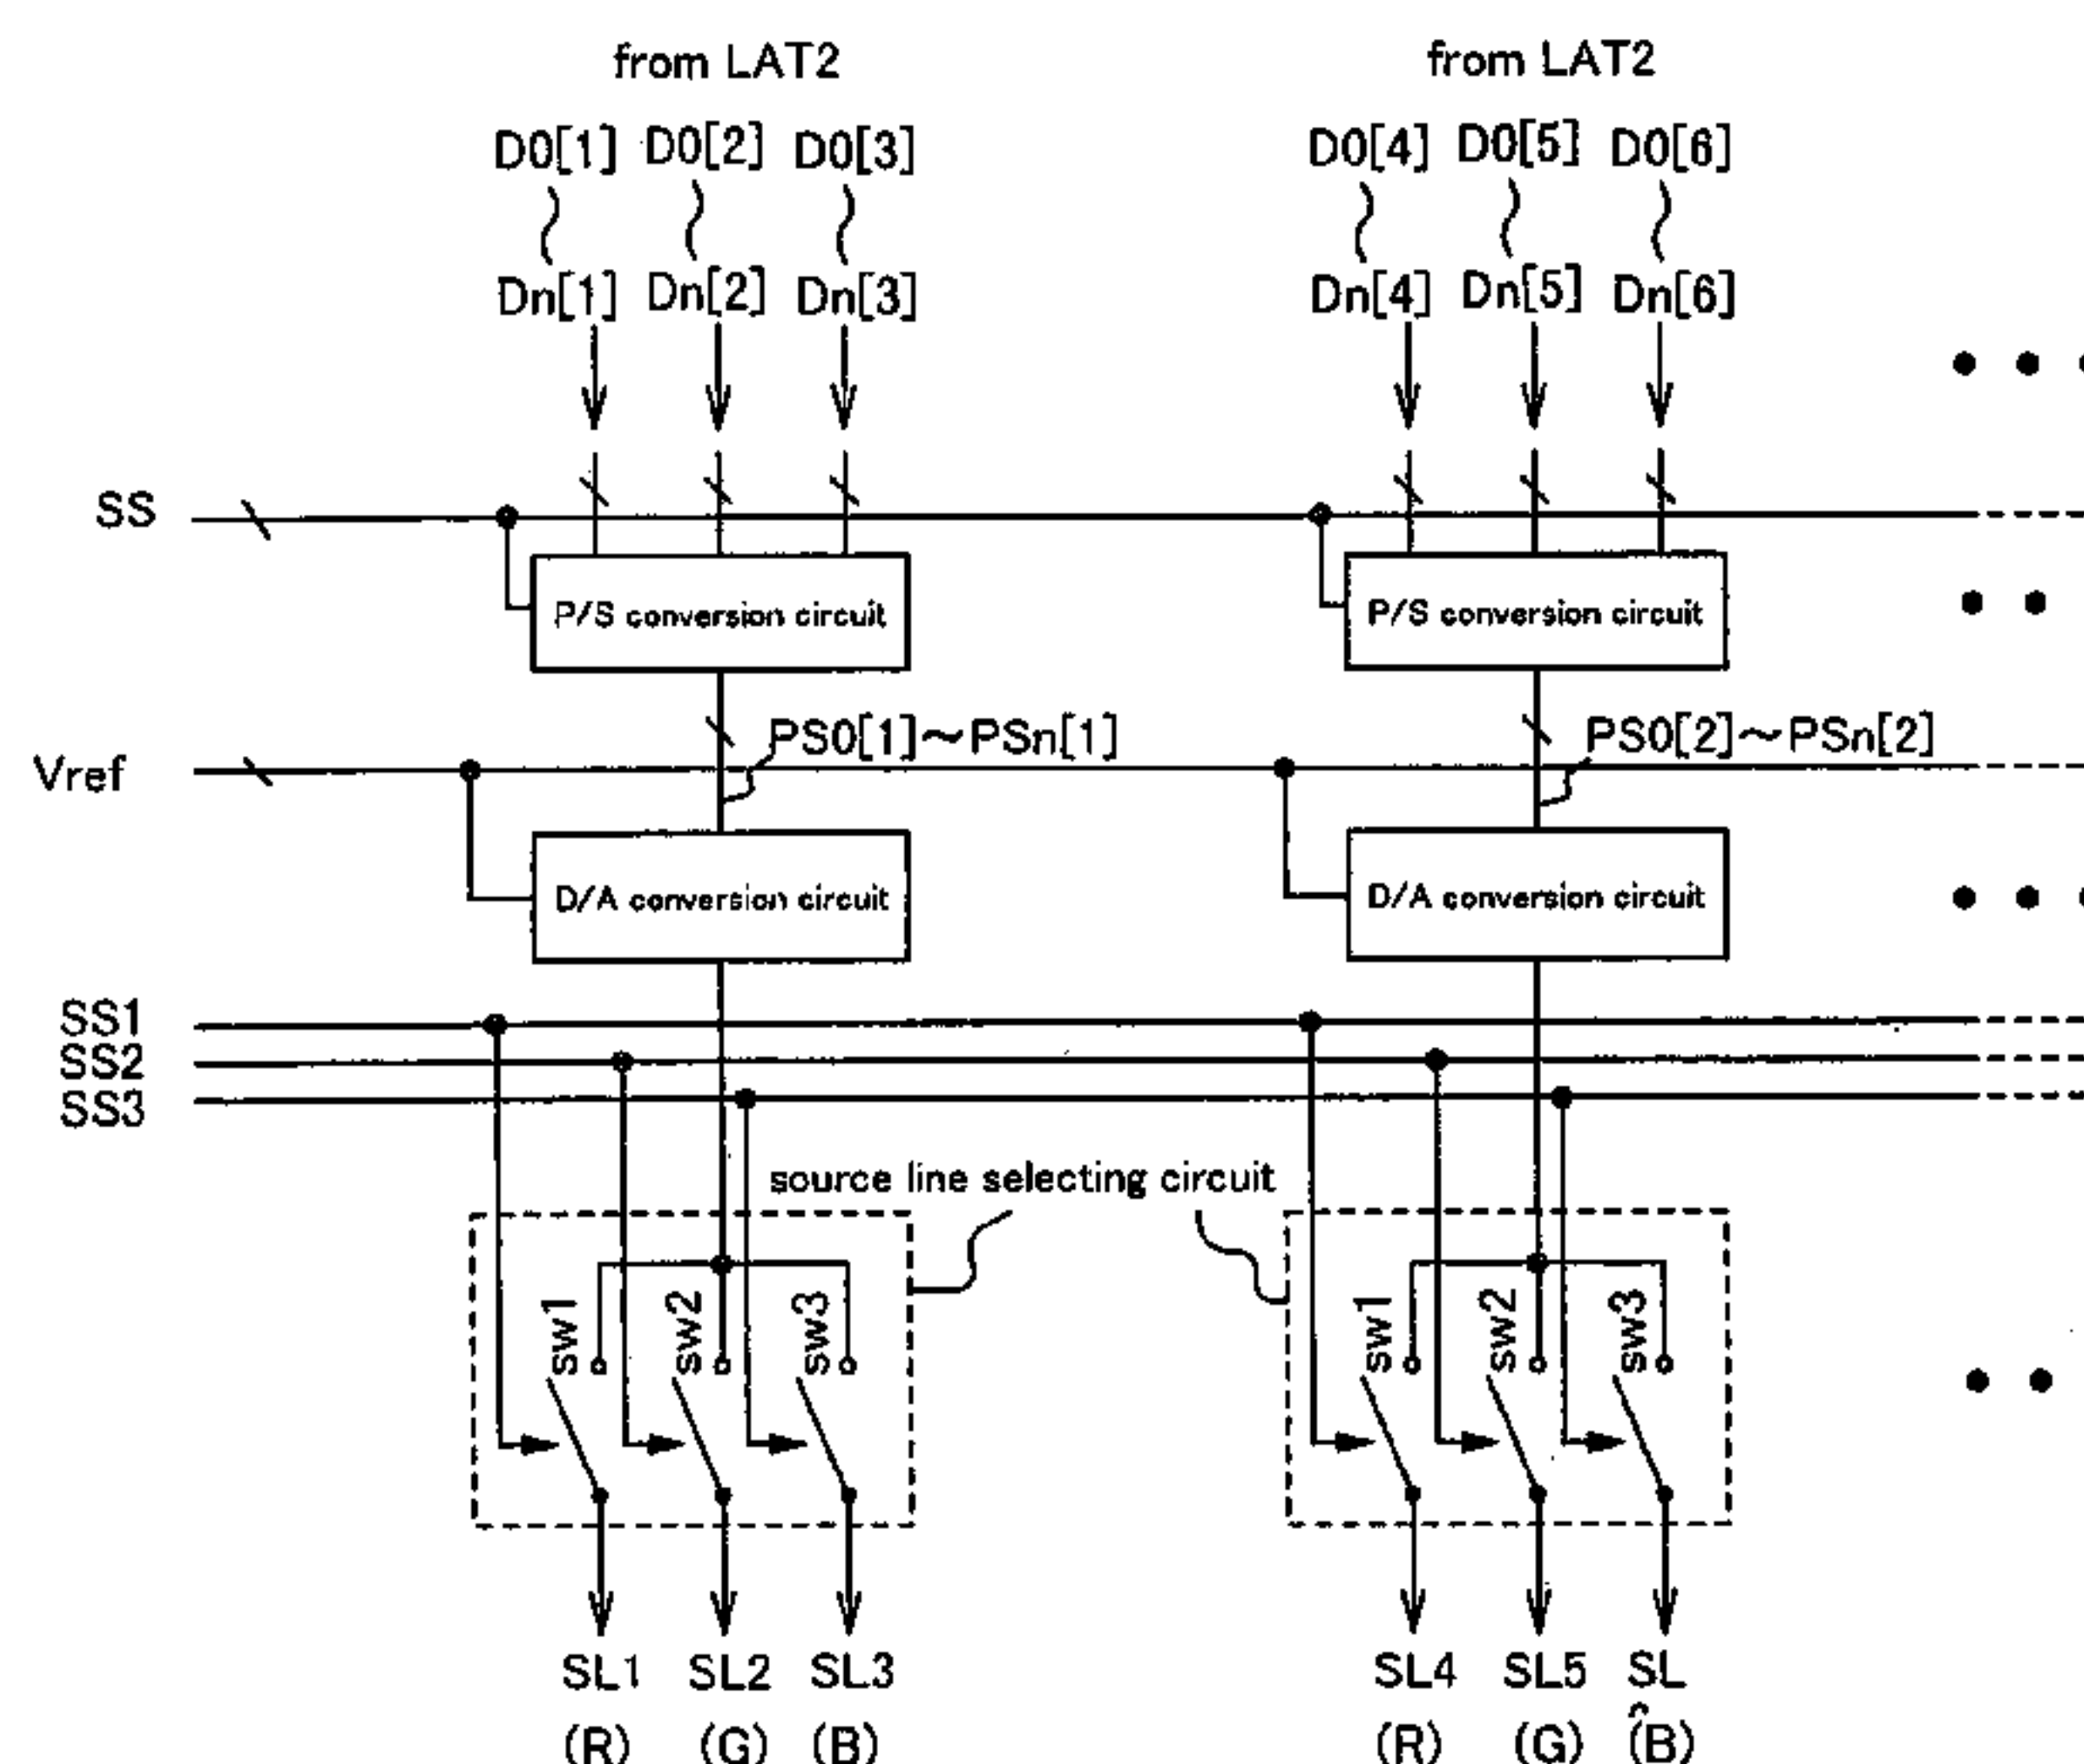 from LAT2 from LAT2
D0[1] D0[2] D0[3] D0[4] D0[5] D0[6]
Dn[1] Dn[2] Dn[3] Dn[4] Dn[5] Dn[6]
SS
P/S conversion circuit P/S conversion circuit
PS0[1]~PSn[1] PS0[2]~PSn[2]
Vref
D/A conversion circuit D/A conversion circuit
SS1
SS2
SS3
source line selecting circuit
sw1 sw2 sw3 sw1 sw2 sw3
SL1 SL2 SL3 SL4 SL5 SL
(R) (G) (B) (R) (G) (B)